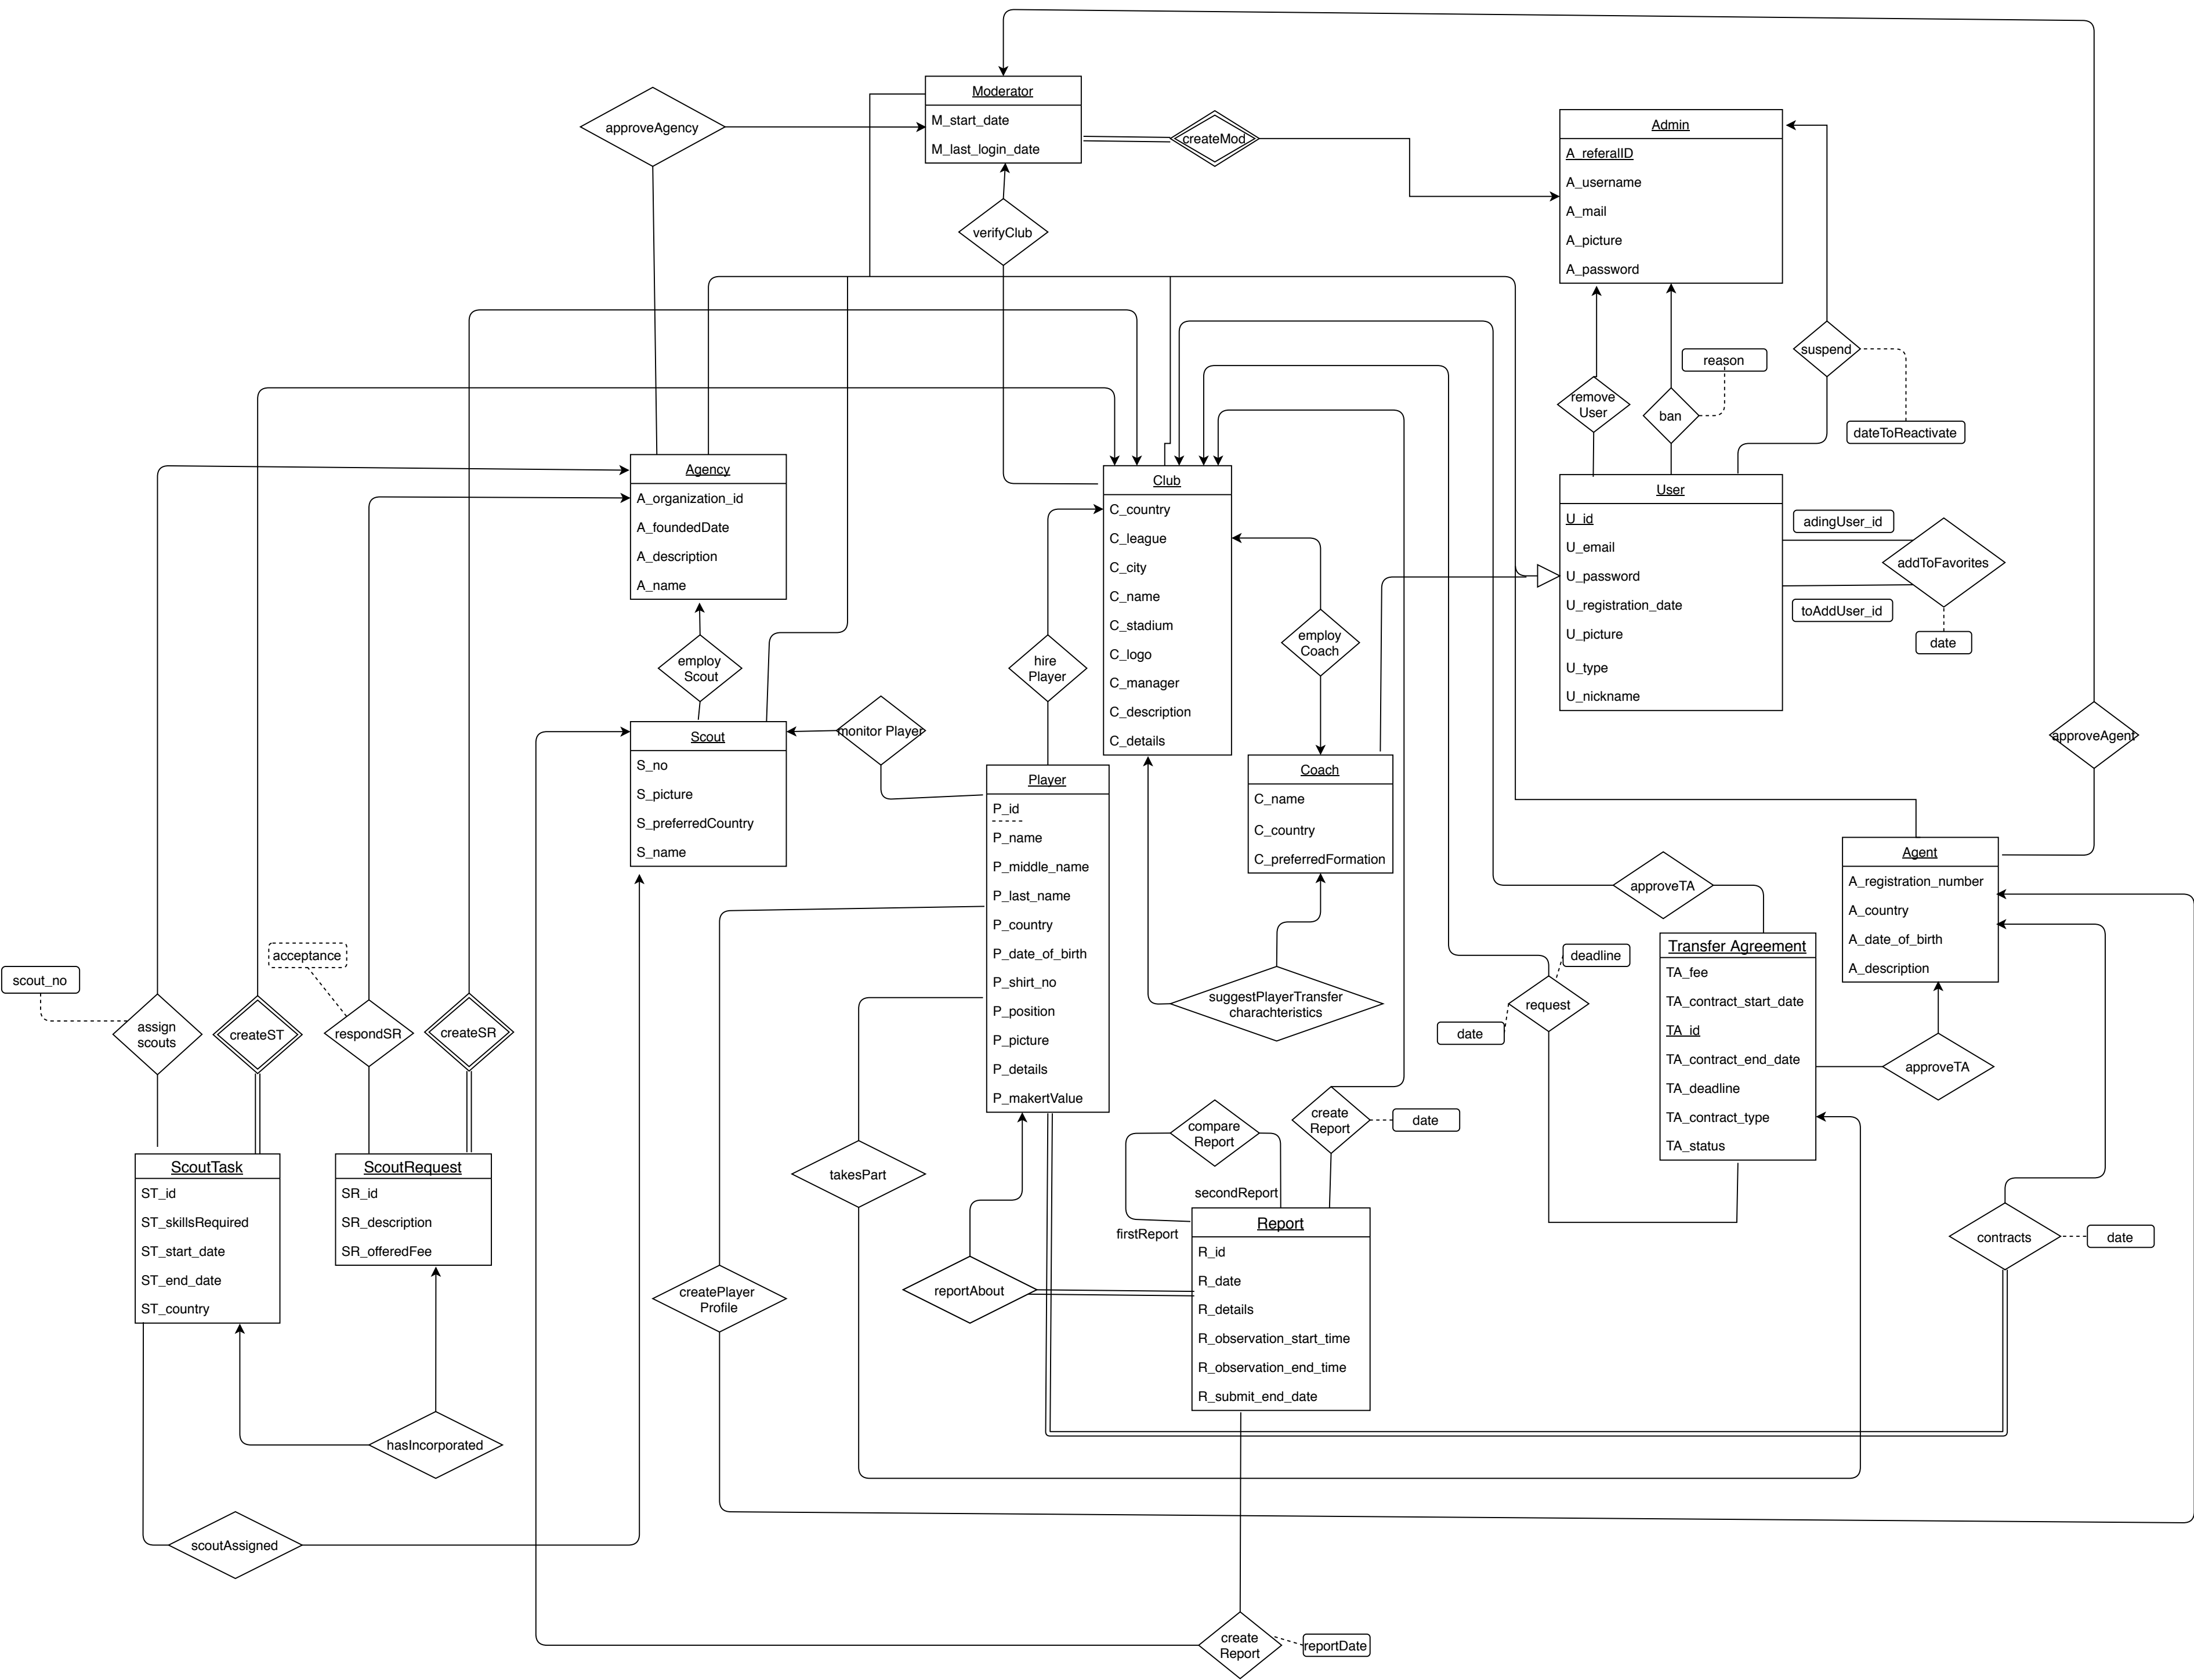 Moderator
M_start_date
M_last_login_date
approveAgency
createMod
verifyClub
Admin
A_referalID
A_username
A_mail
A_picture
A_password
suspend
reason
remove
User
ban
dateToReactivate
Agency
A_organization_id
A_foundedDate
A_description
A_name
Club
C_country
C_league
C_city
C_name
C_stadium
C_logo
C_manager
C_description
C_details
User
U_id
U_email
U_password
U_registration_date
U_picture
U_type
U_nickname
adingUser_id
addToFavorites
toAddUser_id
date
employ
Scout
hire
Player
employ
Coach
monitor Player
approveAgent
Scout
S_no
S_picture
S_preferredCountry
S_name
Player
P_id
P_name
P_middle_name
P_last_name
P_country
P_date_of_birth
P_shirt_no
P_position
P_picture
P_details
P_makertValue
Coach
C_name
C_country
C_preferredFormation
Agent
A_registration_number
A_country
A_date_of_birth
A_description
approveTA
Transfer Agreement
TA_fee
TA_contract_start_date
TA_id
TA_contract_end_date
TA_deadline
TA_contract_type
TA_status
deadline
request
date
approveTA
suggestPlayerTransfer
charachteristics
scout_no
acceptance
assign
scouts
createST
respondSR
createSR
compare
Report
create
Report
date
takesPart
secondReport
firstReport
ScoutTask
ST_id
ST_skillsRequired
ST_start_date
ST_end_date
ST_country
ScoutRequest
SR_id
SR_description
SR_offeredFee
Report
R_id
R_date
R_details
R_observation_start_time
R_observation_end_time
R_submit_end_date
contracts
date
createPlayer
Profile
reportAbout
hasIncorporated
scoutAssigned
create
Report
reportDate